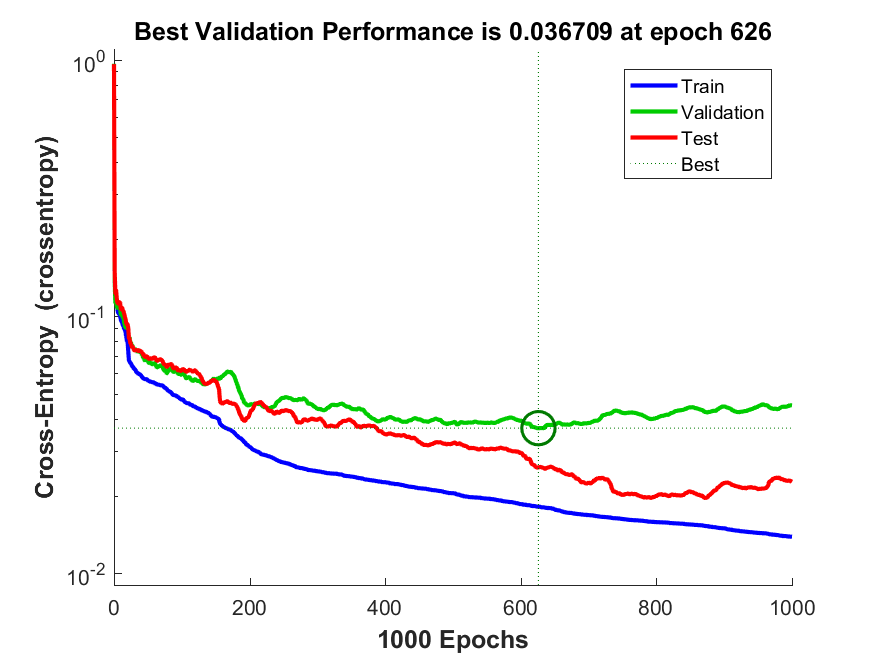 Best Validation Performance is 0.036709 at epoch 626
10^0
10^-1
10^-2
Cross-Entropy (crossentropy)
Train
Validation
Test
Best
0 200 400 600 800 1000
1000 Epochs